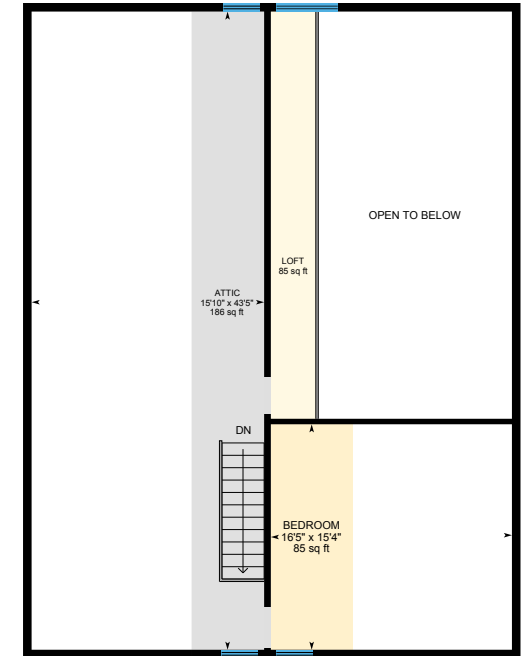 OPEN TO BELOW
LOFT
85 sq ft
ATTIC
15'10" x 43'5"
186 sq ft
DN
BEDROOM
16'5" x 15'4"
85 sq ft